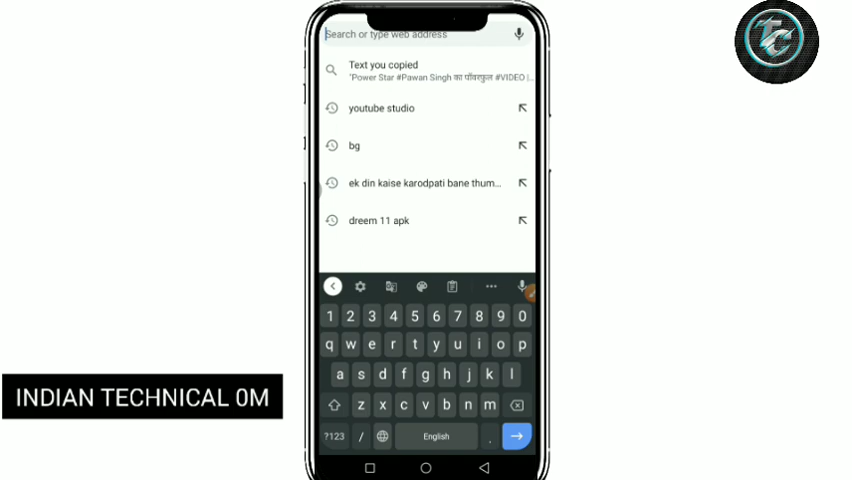 Search or type web address
Text you copied
"Power Star #Pawan Singh का पॉवरफुल #VIDEO |...
youtube studio
bg
ek din kaise karodpati bane thum...
dreem 11 apk
1 2 3 4 5 6 7 8 9 0
q w e r t y u i o p
a s d f g h j k l
z x c v b n m
?123 / English .
INDIAN TECHNICAL 0M
TC